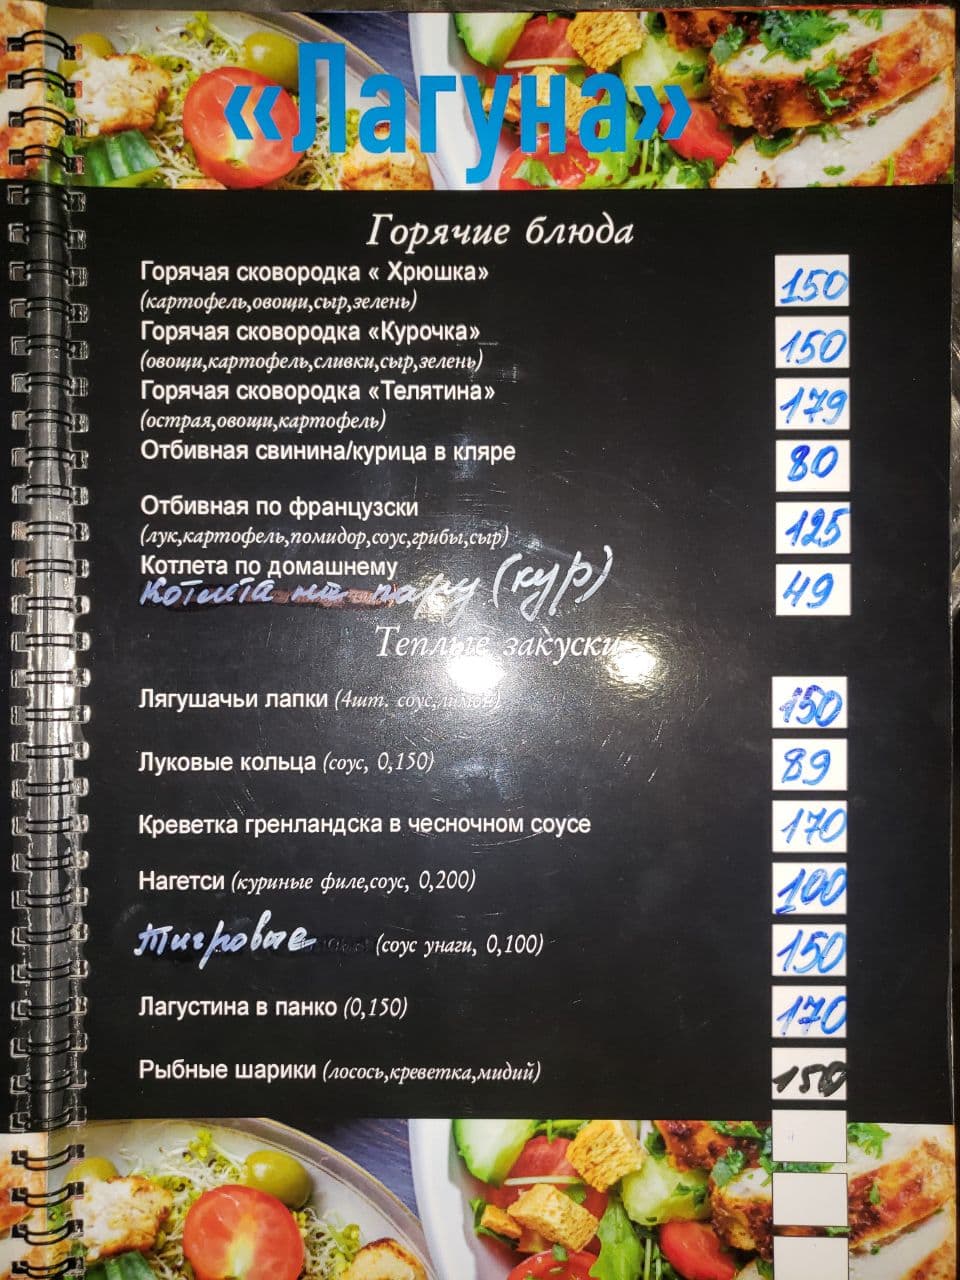 «Лагуна»
Горячие блюда
Горячая сковородка « Хрюшка» 150
(картофель,овощи,сыр,зелень)
Горячая сковородка «Курочка» 150
(овощи,картофель,сливки,сыр,зелень)
Горячая сковородка «Телятина» 179
(острая,овощи,картофель)
Отбивная свинина/курица в кляре 80
Отбивная по французски 125
(лук,картофель,помидор,соус,грибы,сыр)
Котлета по домашнему 49
Котлета на пару (кур)
Теплые закуски
Лягушачьи лапки (4шт. соус,лимон) 150
Луковые кольца (соус, 0,150) 89
Креветка гренландска в чесночном соусе 170
Нагетси (куриные филе,соус, 0,200) 100
Тигровые (соус унаги, 0,100) 150
Лагустина в панко (0,150) 170
Рыбные шарики (лосось,креветка,мидий) 150